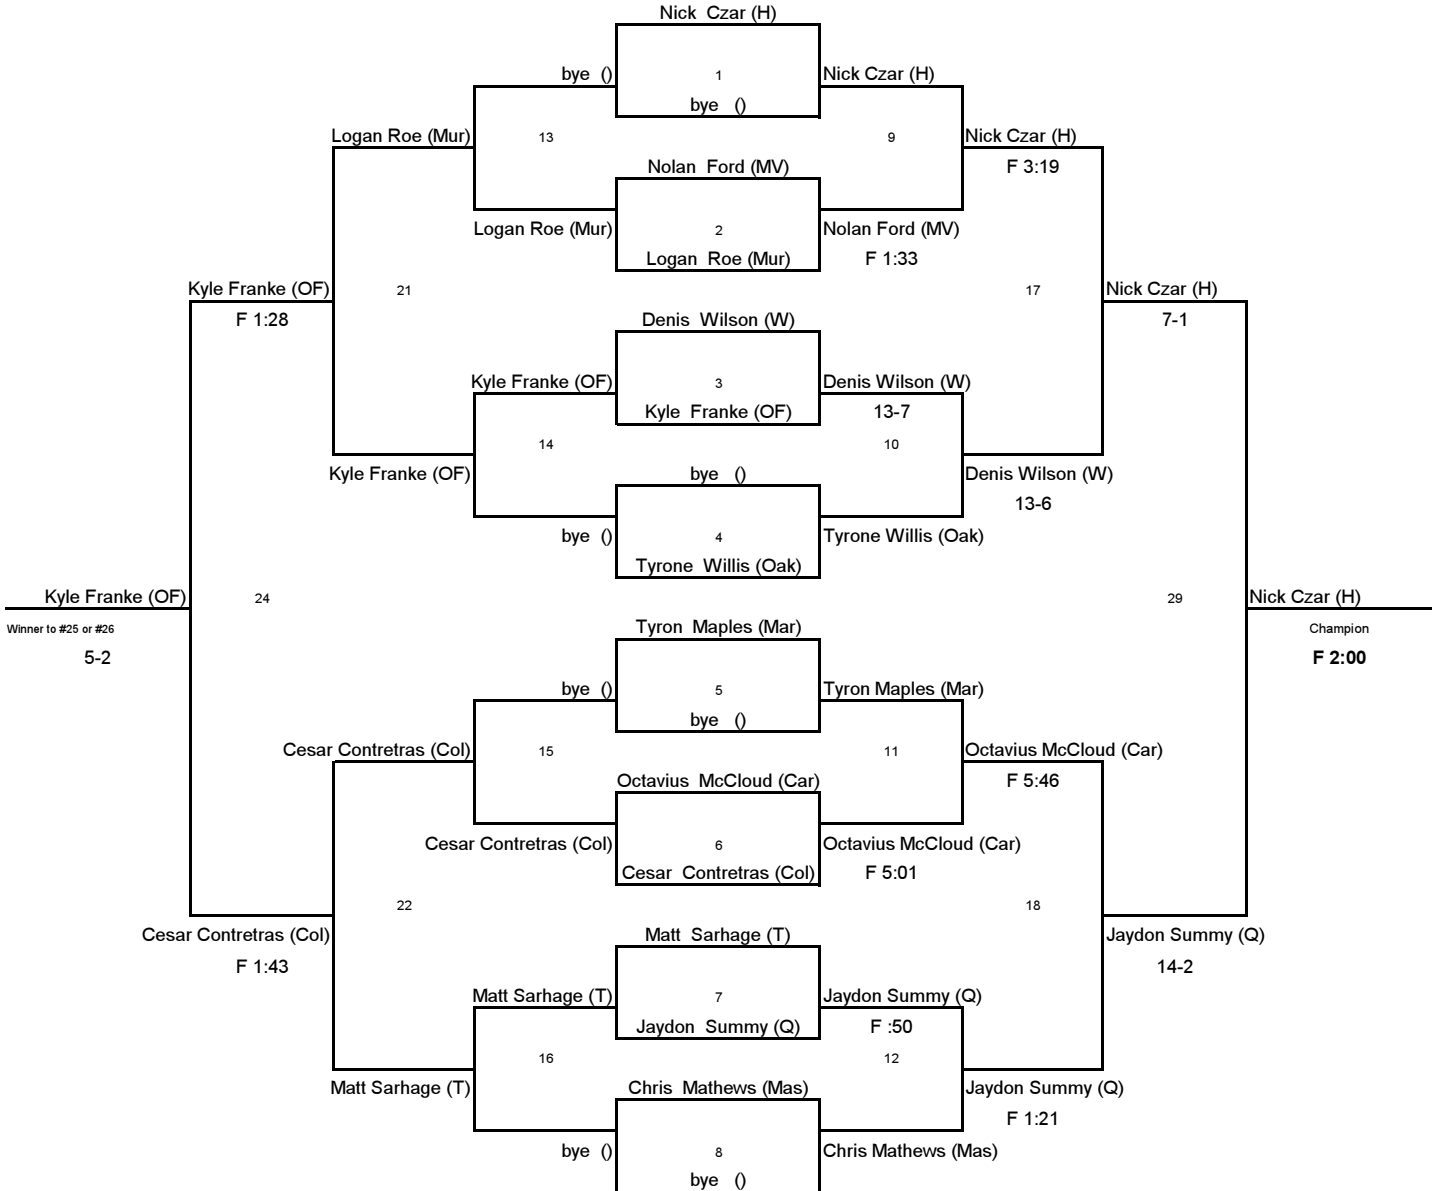 Nick Czar (H)
bye ()
1
Nick Czar (H)
bye ()
Logan Roe (Mur)
13
9
Nick Czar (H)
Nolan Ford (MV)
F 3:19
Logan Roe (Mur)
2
Nolan Ford (MV)
Logan Roe (Mur)
F 1:33
Kyle Franke (OF)
21
17
Nick Czar (H)
F 1:28
Denis Wilson (W)
7-1
Kyle Franke (OF)
3
Denis Wilson (W)
Kyle Franke (OF)
13-7
14
10
Kyle Franke (OF)
bye ()
Denis Wilson (W)
13-6
bye ()
4
Tyrone Willis (Oak)
Tyrone Willis (Oak)
Kyle Franke (OF)
24
29
Nick Czar (H)
Winner to #25 or #26
Tyron Maples (Mar)
Champion
5-2
F 2:00
bye ()
5
Tyron Maples (Mar)
bye ()
Cesar Contretras (Col)
15
11
Octavius McCloud (Car)
Octavius McCloud (Car)
F 5:46
Cesar Contretras (Col)
6
Octavius McCloud (Car)
Cesar Contretras (Col)
F 5:01
22
18
Cesar Contretras (Col)
Matt Sarhage (T)
Jaydon Summy (Q)
F 1:43
14-2
Matt Sarhage (T)
7
Jaydon Summy (Q)
Jaydon Summy (Q)
F :50
16
12
Matt Sarhage (T)
Chris Mathews (Mas)
Jaydon Summy (Q)
F 1:21
bye ()
8
Chris Mathews (Mas)
bye ()